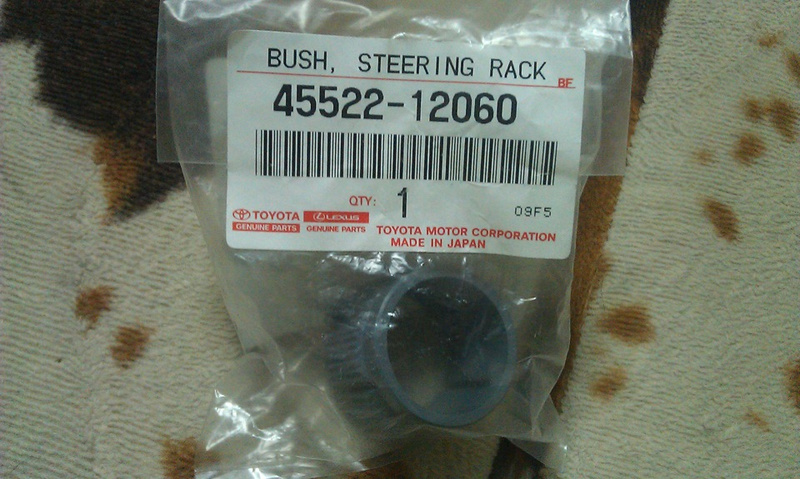 BUSH, STEERING RACK
BF
45522-12060
QTY: 1
09F5
TOYOTA LEXUS
GENUINE PARTS GENUINE PARTS
TOYOTA MOTOR CORPORATION
MADE IN JAPAN